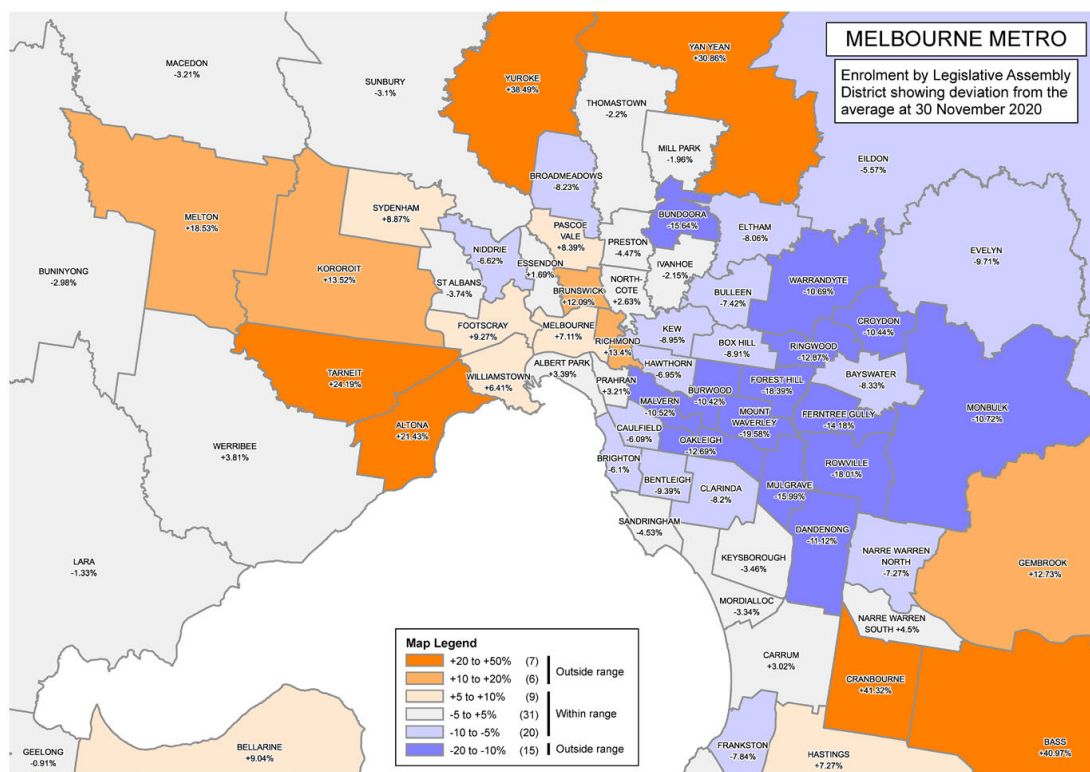 MELBOURNE METRO
Enrolment by Legislative Assembly
District showing deviation from the
average at 30 November 2020
MACEDON
-3.21%
SUNBURY
-3.1%
YUROKE
+38.49%
YAN YEAN
+30.86%
THOMASTOWN
-2.2%
MILL PARK
-1.96%
EILDON
-5.57%
BROADMEADOWS
-8.23%
SYDENHAM
+8.87%
MELTON
+18.53%
BUNDOORA
-15.64%
PASCOE
VALE
+8.39%
PRESTON
-4.47%
ELTHAM
-8.06%
EVELYN
-9.71%
NIDDRIE
-6.62%
ESSENDON
+1.69%
IVANHOE
-2.15%
BUNINYONG
-2.98%
KOROROIT
+13.52%
ST ALBANS
-3.74%
BRUNSWICK
+12.09%
NORTH-
COTE
+2.63%
WARRANDYTE
-10.69%
BULLEEN
-7.42%
FOOTSCRAY
+9.27%
MELBOURNE
+7.11%
RICHMOND
+13.4%
KEW
-8.95%
BOX HILL
-8.91%
CROYDON
-10.44%
RINGWOOD
-12.87%
TARNEIT
+24.19%
WILLIAMSTOWN
+6.41%
ALBERT PARK
+3.39%
HAWTHORN
-6.95%
PRAHRAN
+3.21%
BURWOOD
-10.42%
FOREST HILL
-18.39%
BAYSWATER
-8.33%
MALVERN
-10.52%
MOUNT
WAVERLEY
-19.58%
FERNTREE GULLY
-14.18%
MONBULK
-10.72%
ALTONA
+21.43%
CAULFIELD
-6.09%
OAKLEIGH
-12.69%
WERRIBEE
+3.81%
BRIGHTON
-6.1%
BENTLEIGH
-9.39%
CLARINDA
-8.2%
MULGRAVE
-15.99%
ROWVILLE
-18.01%
SANDRINGHAM
-4.53%
DANDENONG
-11.12%
KEYSBOROUGH
-3.46%
NARRE WARREN
NORTH
-7.27%
GEMBROOK
+12.73%
LARA
-1.33%
MORDIALLOC
-3.34%
NARRE WARREN
SOUTH +4.5%
CARRUM
+3.02%
CRANBOURNE
+41.32%
BASS
+40.97%
FRANKSTON
-7.84%
HASTINGS
+7.27%
GEELONG
-0.91%
BELLARINE
+9.04%
Map Legend
+20 to +50% (7)
+10 to +20% (6)
Outside range
+5 to +10% (9)
-5 to +5% (31)
-10 to -5% (20)
Within range
-20 to -10% (15) Outside range